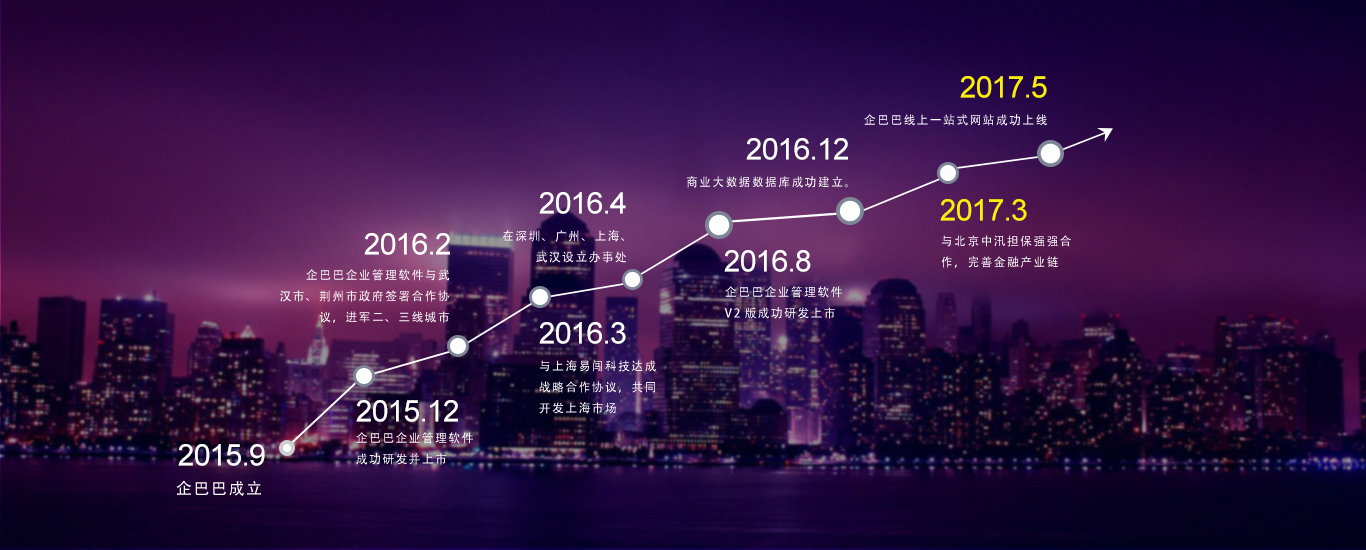 2015.9
企巴巴成立
2015.12
企巴巴企业管理软件
成功研发并上市
2016.2
企巴巴企业管理软件与武
汉市、荆州市政府签署合作协
议，进军二、三线城市
2016.3
与上海易闯科技达成
战略合作协议，共同
开发上海市场
2016.4
在深圳、广州、上海、
武汉设立办事处
2016.8
企巴巴企业管理软件
V2 版成功研发上市
2016.12
商业大数据数据库成功建立。
2017.3
与北京中汛担保强强合
作，完善金融产业链
2017.5
企巴巴线上一站式网站成功上线